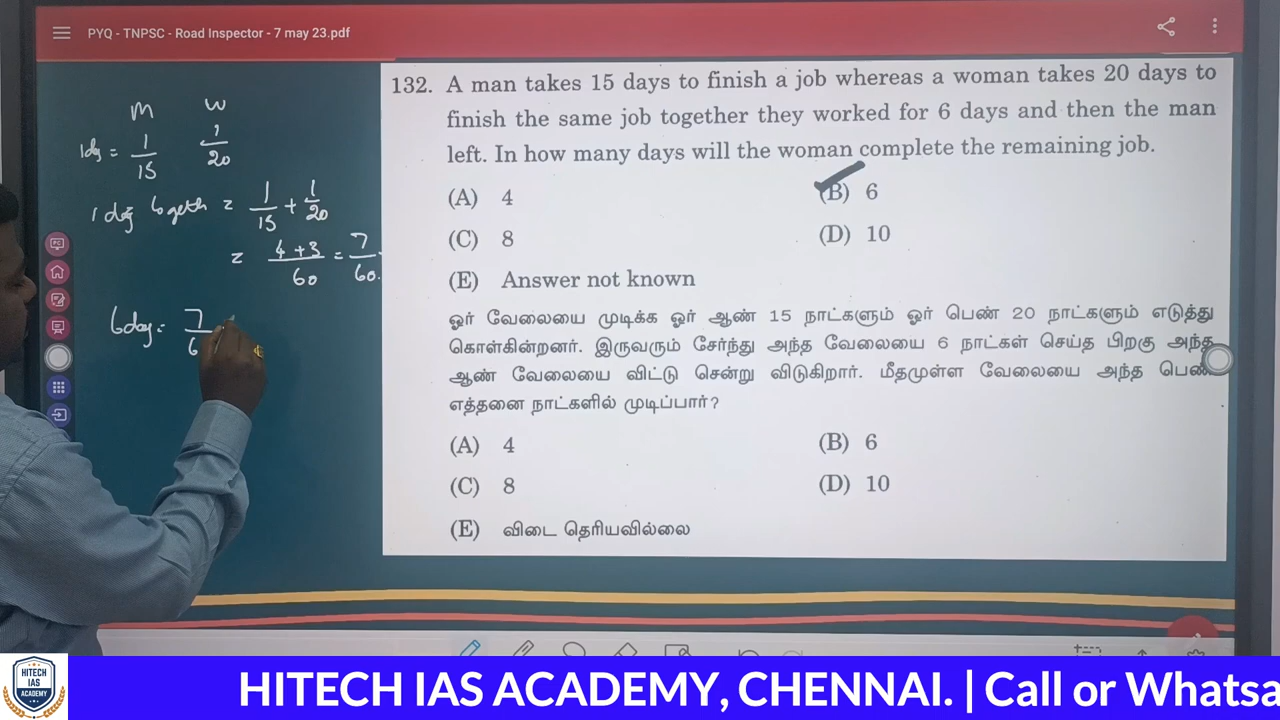 PYQ - TNPSC - Road Inspector - 7 may 23.pdf
132. A man takes 15 days to finish a job whereas a woman takes 20 days to
finish the same job together they worked for 6 days and then the man
left. In how many days will the woman complete the remaining job.
(A) 4
(B) 6
(C) 8
(D) 10
(E) Answer not known
ஓர் வேலையை முடிக்க ஓர் ஆண் 15 நாட்களும் ஓர் பெண் 20 நாட்களும் எடுத்து
கொள்கின்றனர். இருவரும் சேர்ந்து அந்த வேலையை 6 நாட்கள் செய்த பிறகு அந்த
ஆண் வேலையை விட்டு சென்று விடுகிறார். மீதமுள்ள வேலையை அந்த பெண்
எத்தனை நாட்களில் முடிப்பார்?
(A) 4
(B) 6
(C) 8
(D) 10
(E) விடை தெரியவில்லை
M W
= 1/15 1/20
= 1/15 + 1/20
= 4+3/60 = 7/60
6 day = 7/6
HITECH
IAS
ACADEMY
HITECH IAS ACADEMY, CHENNAI. | Call or Whatsa